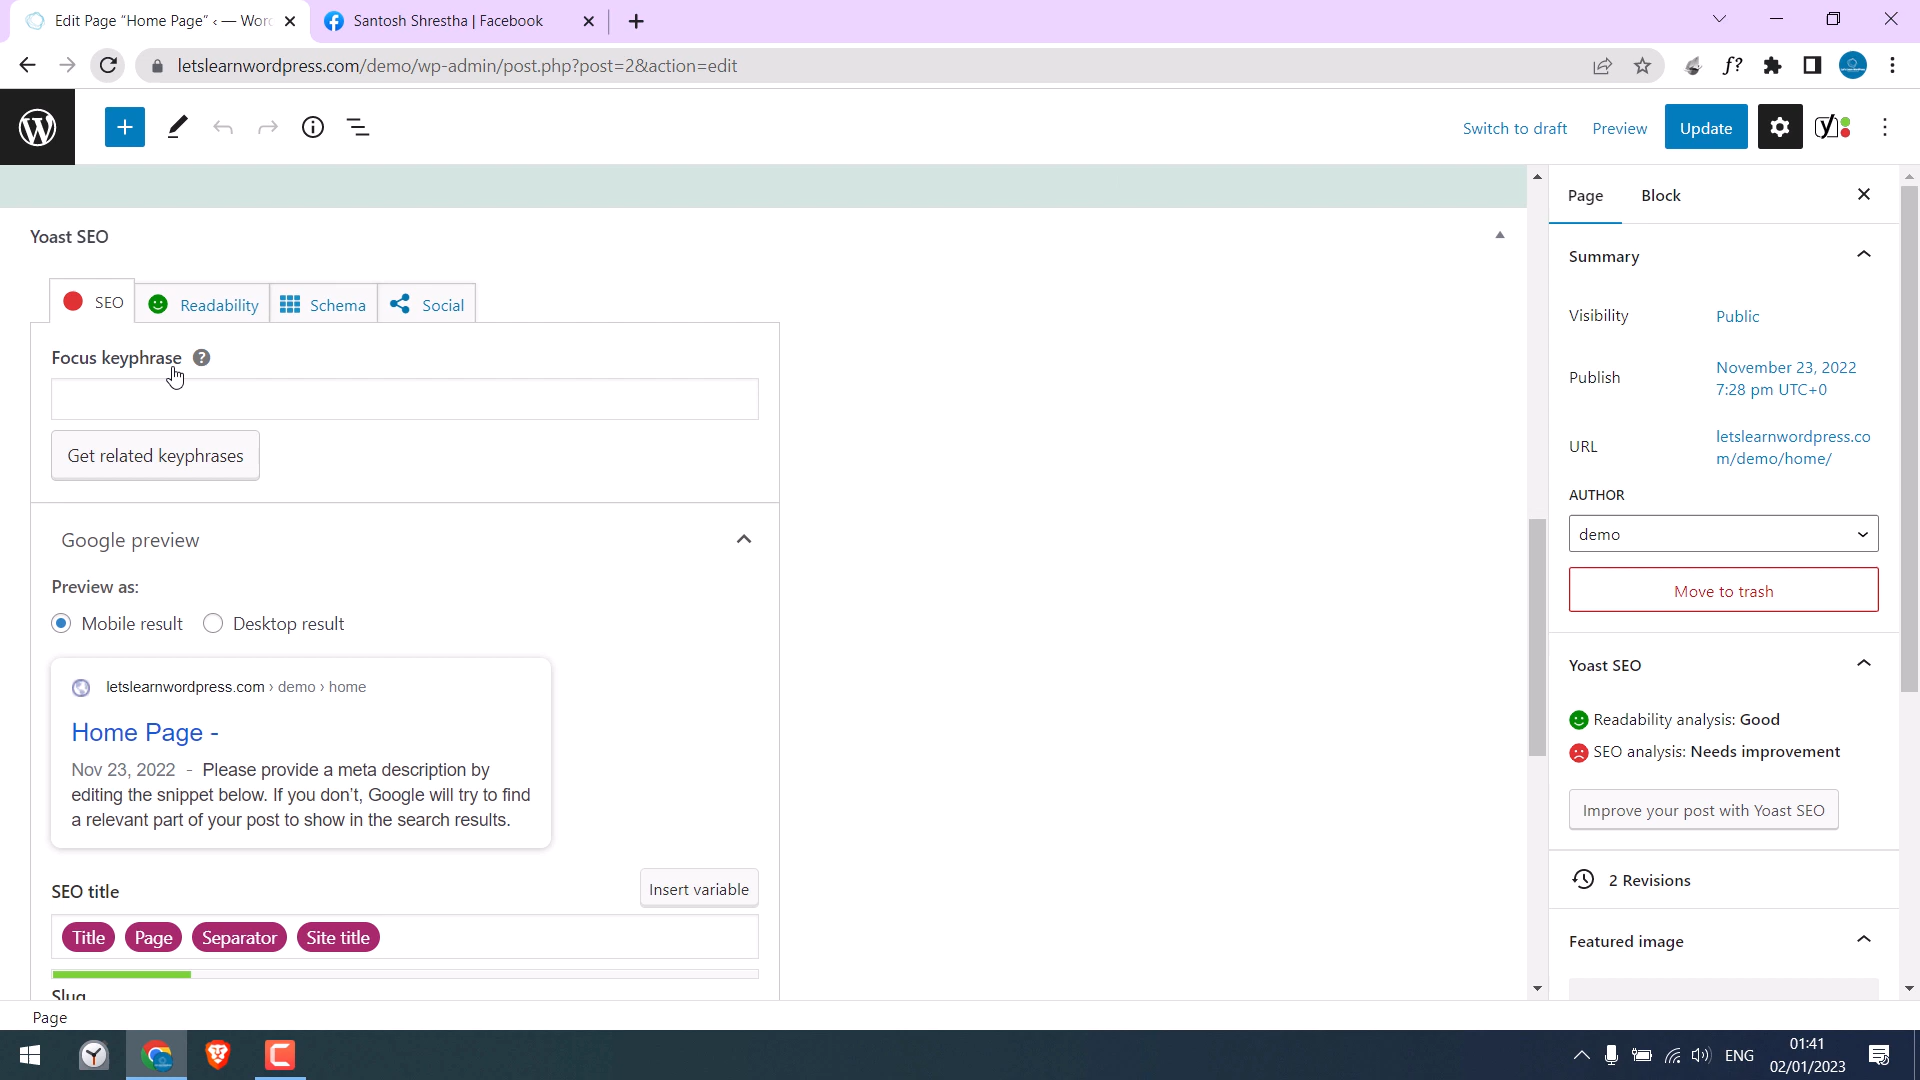 Edit Page “Home Page” ‹ — Wor
Santosh Shrestha | Facebook
letslearnwordpress.com/demo/wp-admin/post.php?post=2&action=edit
f?
Switch to draft
Preview
Update
Page
Block
Yoast SEO
Summary
SEO
Readability
Schema
Social
Visibility
Public
Focus keyphrase
?
Publish
November 23, 2022
7:28 pm UTC+0
Get related keyphrases
URL
letslearnwordpress.co
m/demo/home/
AUTHOR
demo
Google preview
Preview as:
Move to trash
Mobile result
Desktop result
Yoast SEO
letslearnwordpress.com › demo › home
Home Page -
Readability analysis: Good
SEO analysis: Needs improvement
Nov 23, 2022 - Please provide a meta description by
editing the snippet below. If you don’t, Google will try to find
a relevant part of your post to show in the search results.
Improve your post with Yoast SEO
SEO title
Insert variable
2 Revisions
Title
Page
Separator
Site title
Featured image
Slug
Page
ENG
01:41
02/01/2023